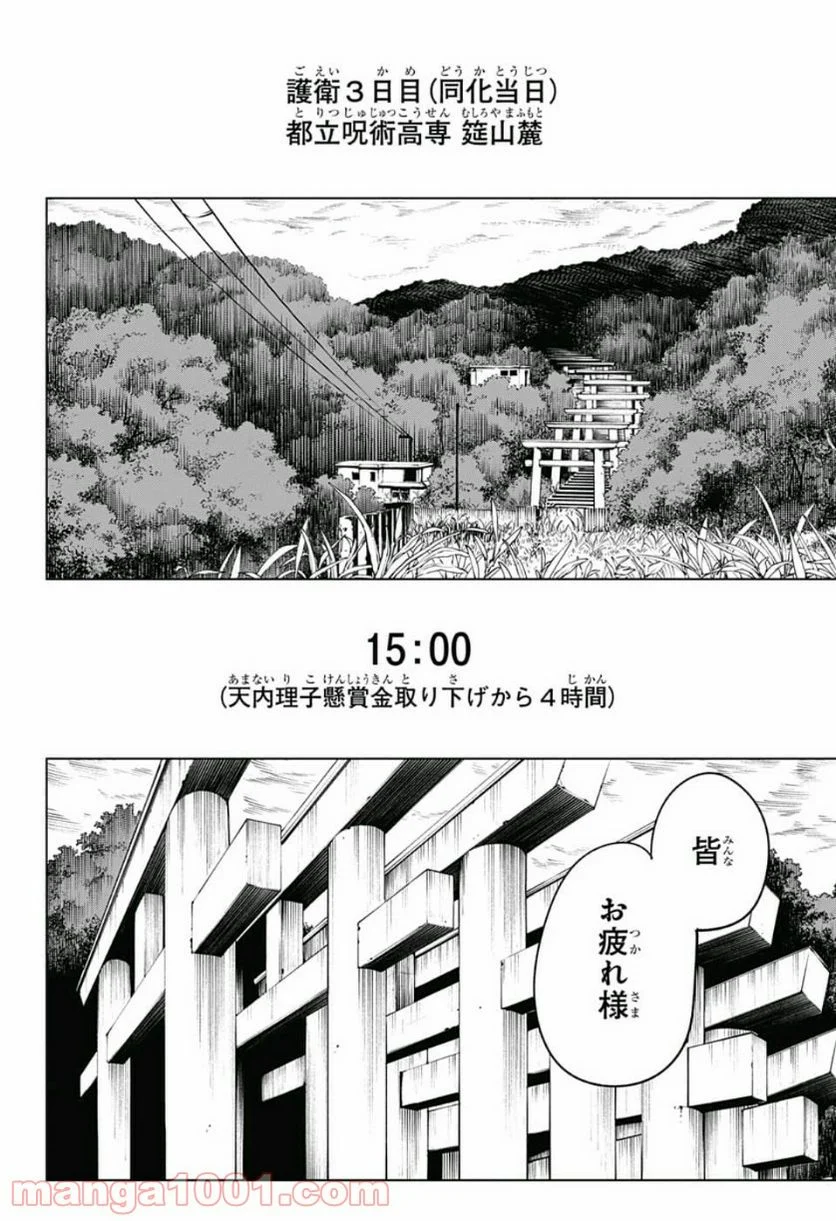 護衛３日目(同化当日)
都立呪術高専 筵山麓
15:00
(天内理子懸賞金取り下げから４時間)
皆
お疲れ様
manga1001.com